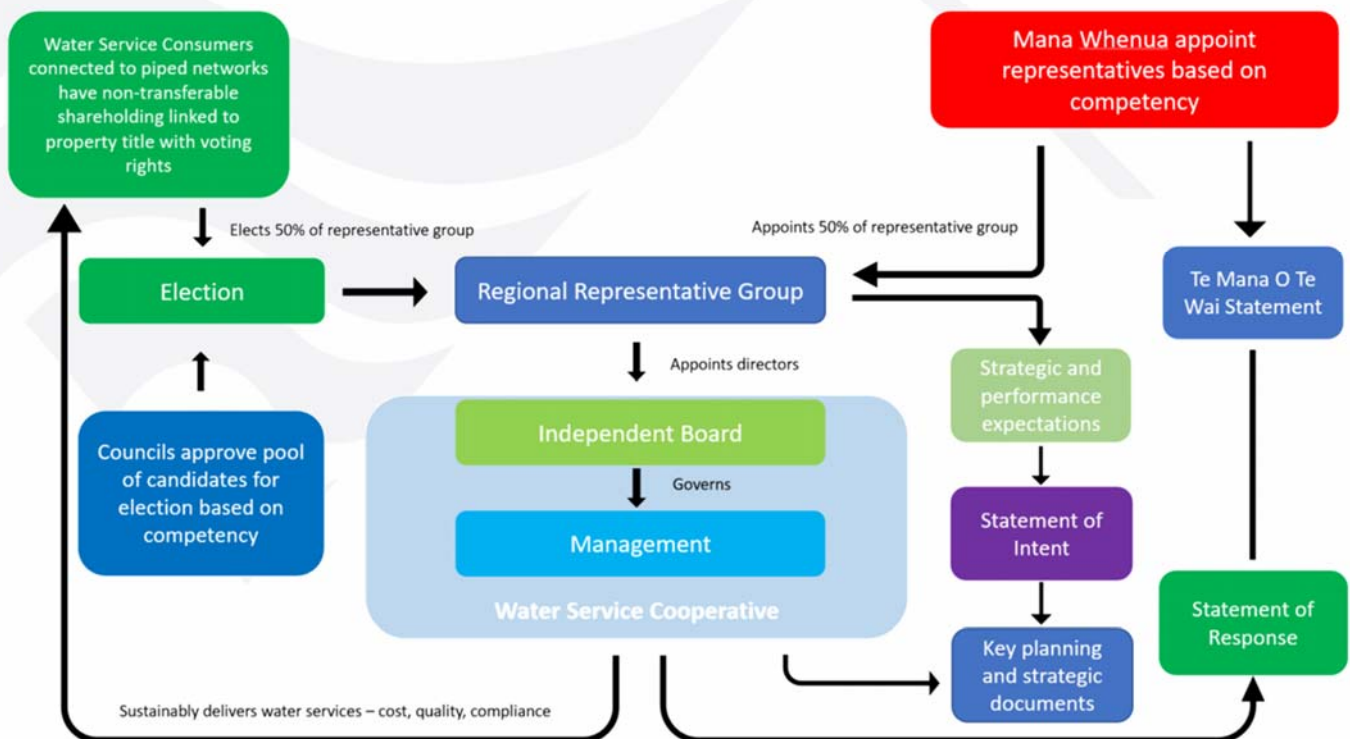 Water Service Consumers
connected to piped networks
have non-transferable
shareholding linked to
property title with voting
rights
Mana Whenua appoint
representatives based on
competency
Elects 50% of representative group
Appoints 50% of representative group
Election
Regional Representative Group
Te Mana O Te
Wai Statement
Appoints directors
Strategic and
performance
expectations
Councils approve pool
of candidates for
election based on
competency
Independent Board
Governs
Management
Statement of
Intent
Water Service Cooperative
Statement of
Response
Key planning
and strategic
documents
Sustainably delivers water services – cost, quality, compliance